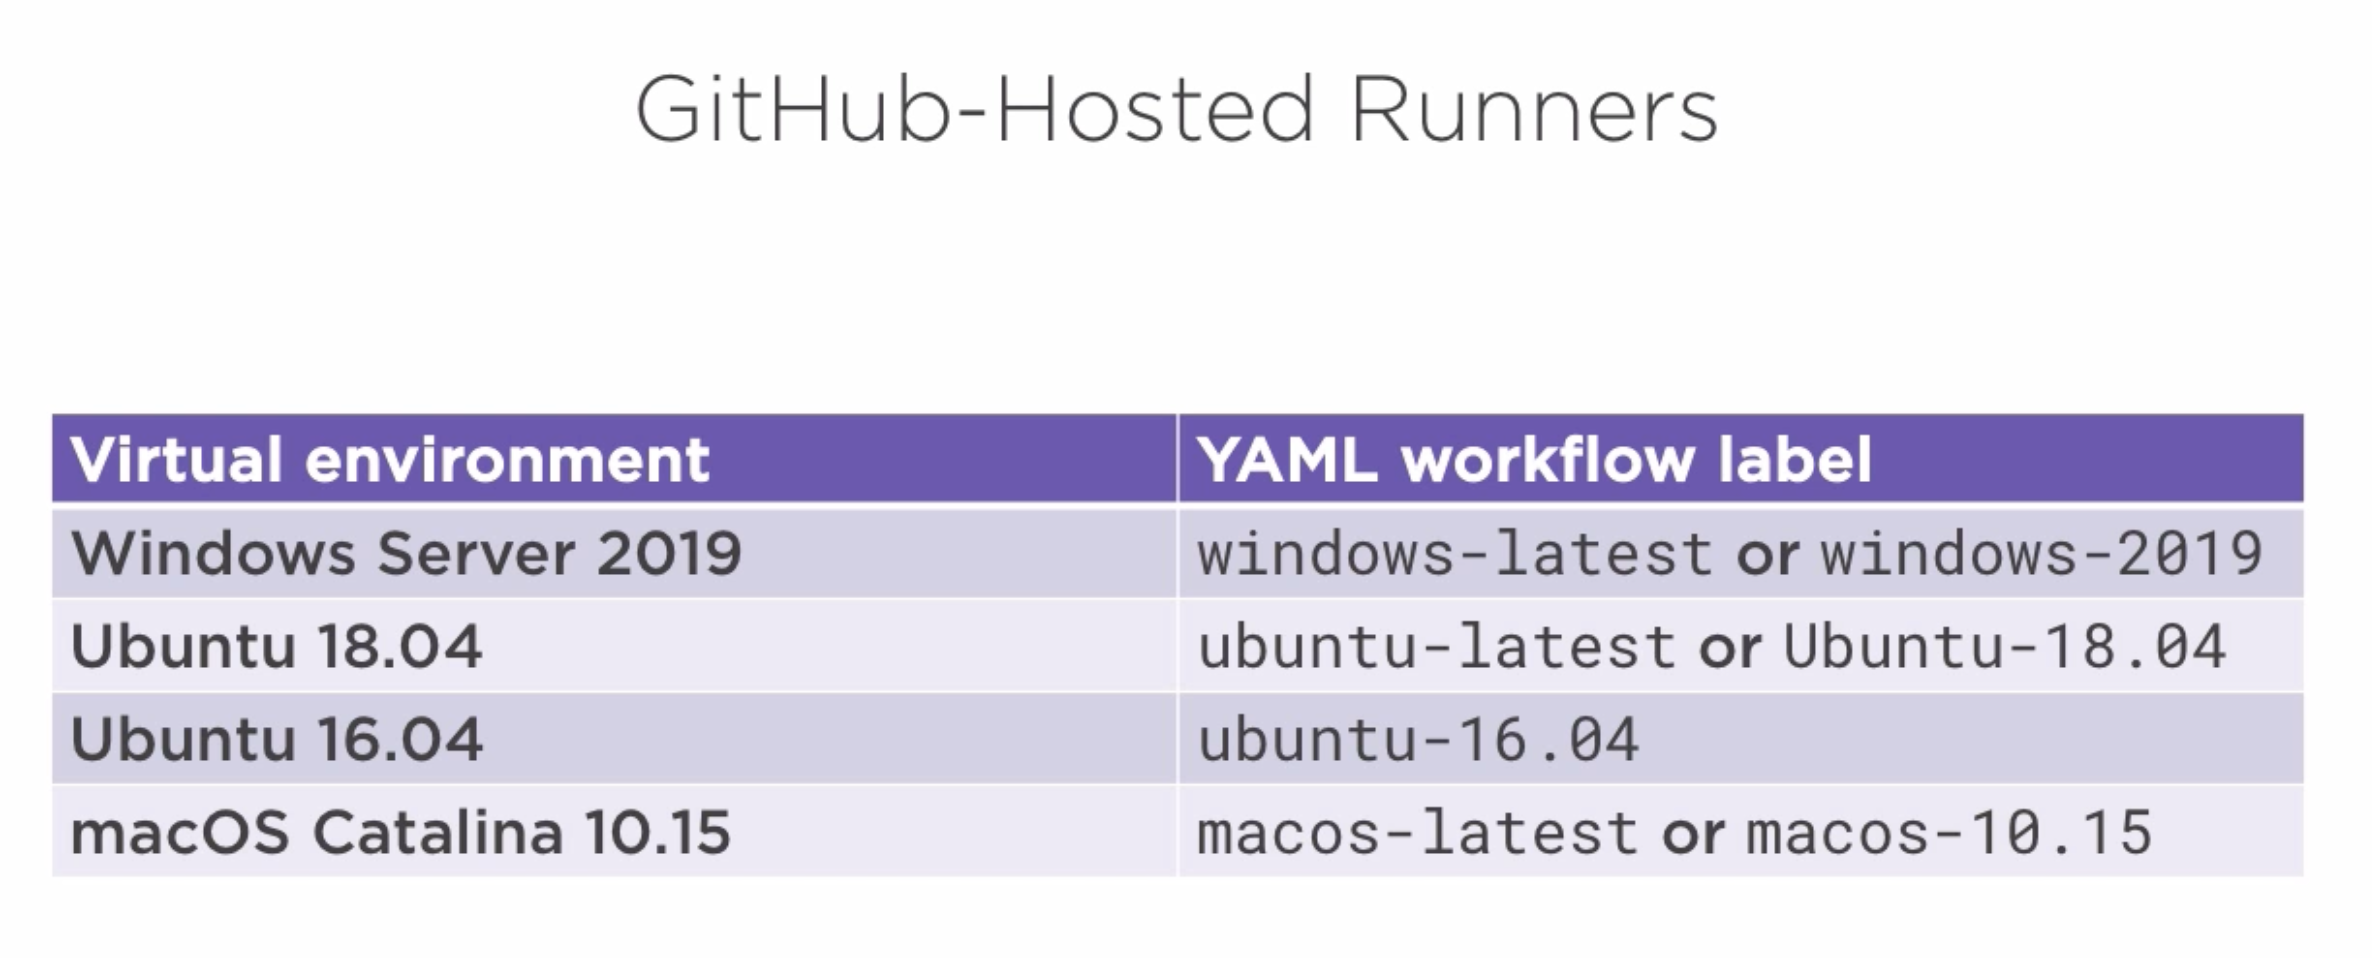 GitHub-Hosted Runners
Virtual environment YAML workflow label
Windows Server 2019 windows-latest or windows-2019
Ubuntu 18.04 ubuntu-latest or Ubuntu-18.04
Ubuntu 16.04 ubuntu-16.04
macOS Catalina 10.15 macos-latest or macos-10.15